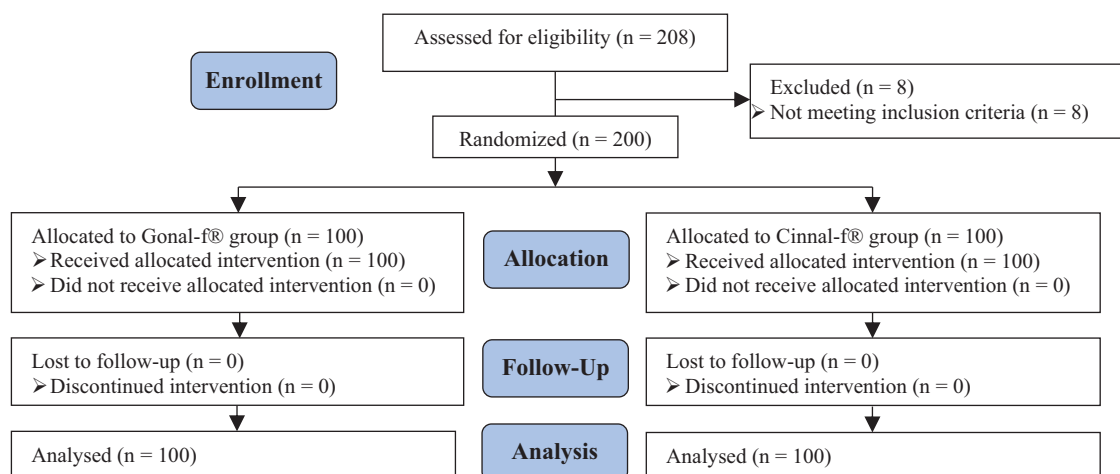 Assessed for eligibility (n = 208)
Enrollment
Excluded (n = 8)
➢ Not meeting inclusion criteria (n = 8)
Randomized (n = 200)
Allocated to Gonal-f® group (n = 100)
➢ Received allocated intervention (n = 100)
➢ Did not receive allocated intervention (n = 0)
Allocation
Allocated to Cinnal-f® group (n = 100)
➢ Received allocated intervention (n = 100)
➢ Did not receive allocated intervention (n = 0)
Lost to follow-up (n = 0)
➢ Discontinued intervention (n = 0)
Follow-Up
Lost to follow-up (n = 0)
➢ Discontinued intervention (n = 0)
Analysed (n = 100)
Analysis
Analysed (n = 100)